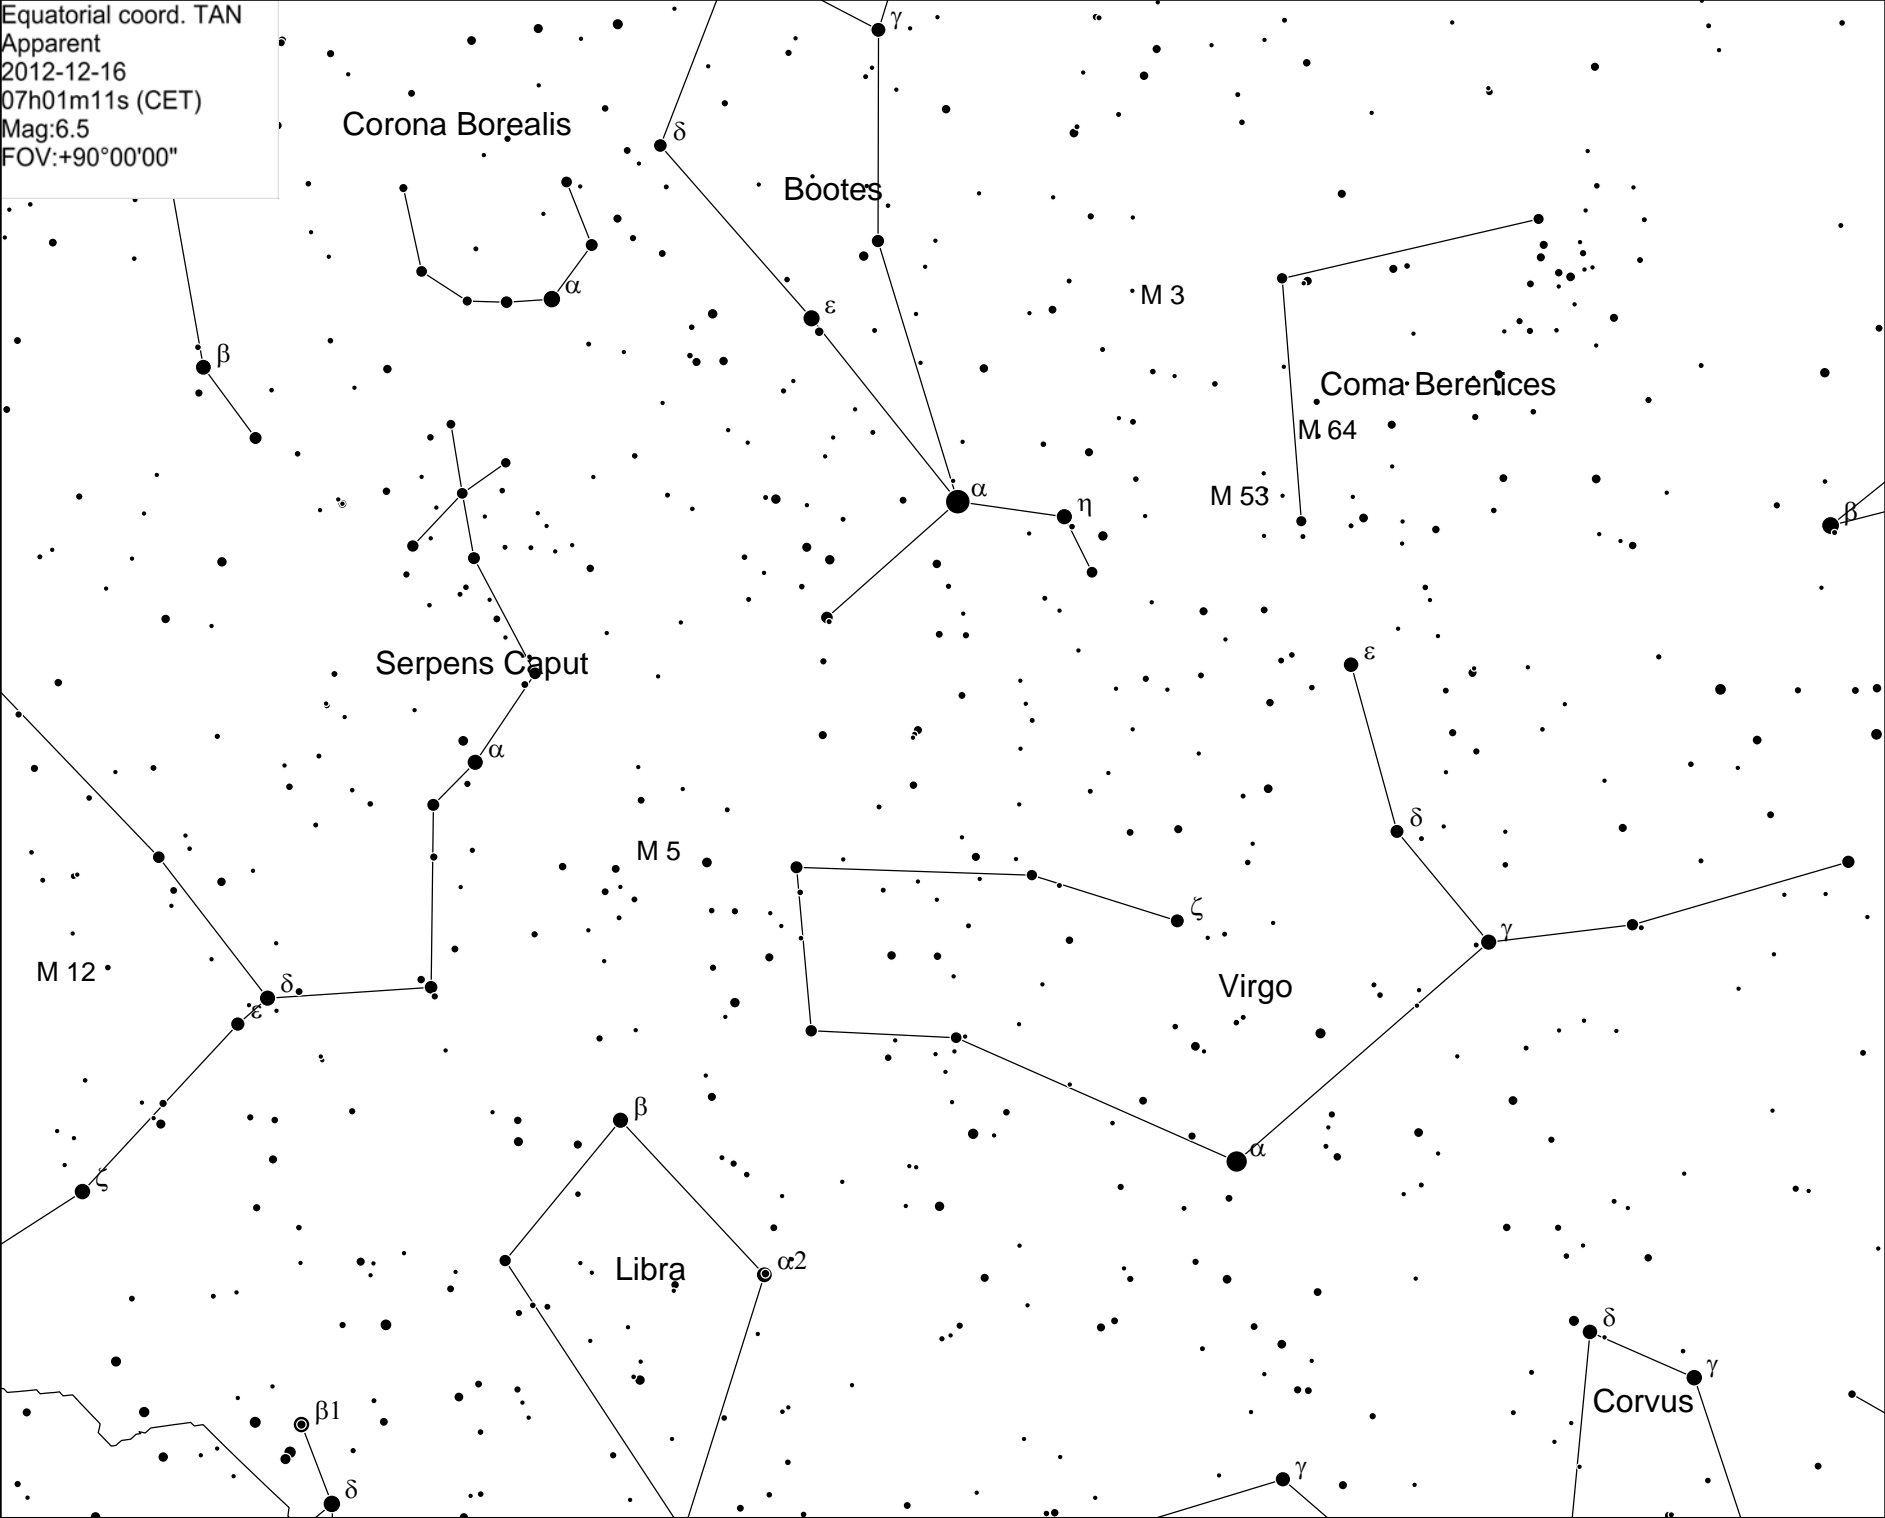 Equatorial coord. TAN
Apparent
2012-12-16
07h01m11s (CET)
Mag:6.5
FOV:+90°00'00"
γ
Corona Borealis
δ
Bootes
α
M 3
ε
β
Coma Berenices
M 64
α
M 53
η
β
Serpens Caput
ε
α
δ
M 5
ζ
γ
M 12
δ
Virgo
ε
β
α
ζ
Libra
α2
δ
γ
Corvus
β1
γ
δ